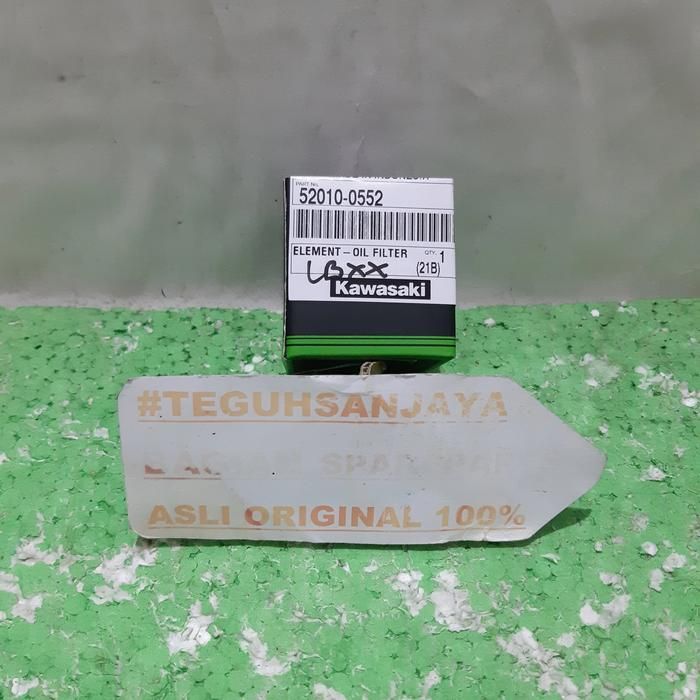 PART No.
52010-0552
ELEMENT – OIL FILTER QTY. 1
(21B)
LBXX
Kawasaki
#TEGUHSANJAYA
ASLI ORIGINAL 100%